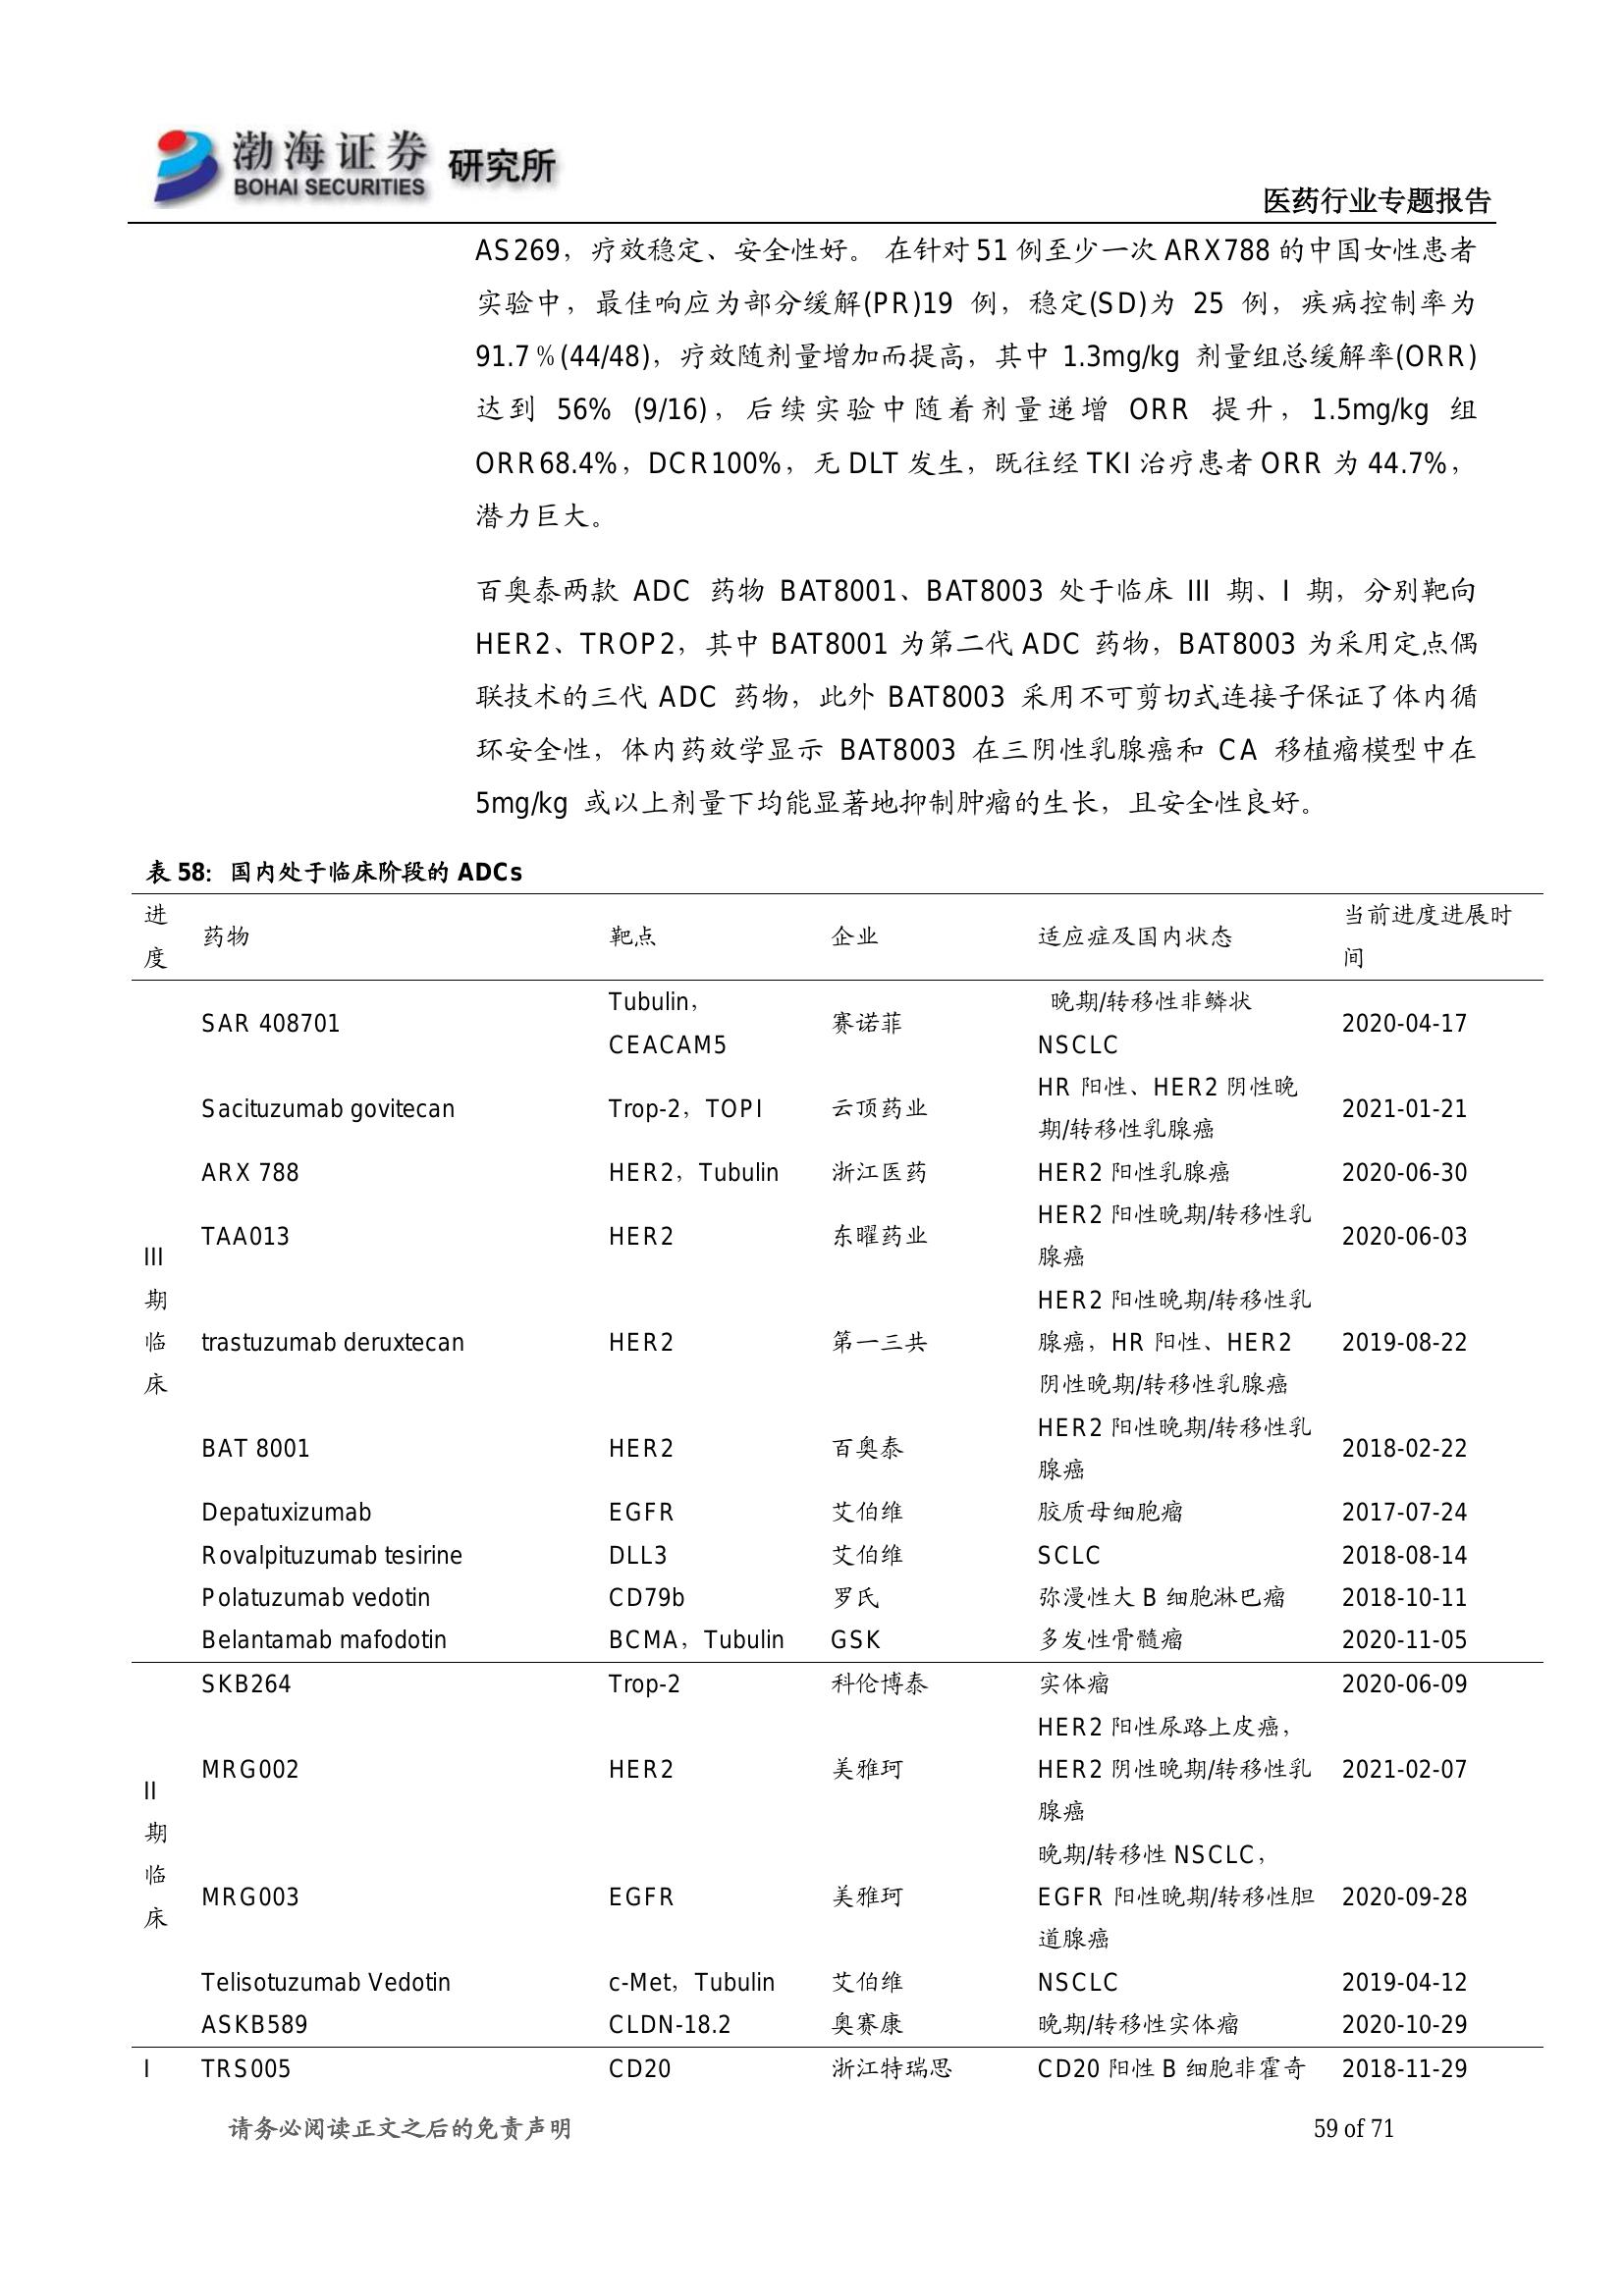 渤海证券
BOHAI SECURITIES
研究所
医药行业专题报告
AS269，疗效稳定、安全性好。 在针对 51 例至少一次 ARX788 的中国女性患者
实验中，最佳响应为部分缓解(PR)19 例，稳定(SD)为 25 例，疾病控制率为
91.7％(44/48)，疗效随剂量增加而提高，其中 1.3mg/kg 剂量组总缓解率(ORR)
达到 56% (9/16)，后续实验中随着剂量递增 ORR 提升，1.5mg/kg 组
ORR68.4%，DCR100%，无 DLT 发生，既往经 TKI 治疗患者 ORR 为 44.7%，
潜力巨大。
百奥泰两款 ADC 药物 BAT8001、BAT8003 处于临床 III 期、I 期，分别靶向
HER2、TROP2，其中 BAT8001 为第二代 ADC 药物，BAT8003 为采用定点偶
联技术的三代 ADC 药物，此外 BAT8003 采用不可剪切式连接子保证了体内循
环安全性，体内药效学显示 BAT8003 在三阴性乳腺癌和 CA 移植瘤模型中在
5mg/kg 或以上剂量下均能显著地抑制肿瘤的生长，且安全性良好。
表 58：国内处于临床阶段的 ADCs
进度 药物 靶点 企业 适应症及国内状态 当前进度进展时间
III 期临床
SAR 408701 Tubulin，CEACAM5 赛诺菲 晚期/转移性非鳞状 NSCLC 2020-04-17
Sacituzumab govitecan Trop-2，TOPI 云顶药业 HR 阳性、HER2 阴性晚期/转移性乳腺癌 2021-01-21
ARX 788 HER2，Tubulin 浙江医药 HER2 阳性乳腺癌 2020-06-30
TAA013 HER2 东曜药业 HER2 阳性晚期/转移性乳腺癌 2020-06-03
trastuzumab deruxtecan HER2 第一三共 HER2 阳性晚期/转移性乳腺癌，HR 阳性、HER2 阴性晚期/转移性乳腺癌 2019-08-22
BAT 8001 HER2 百奥泰 HER2 阳性晚期/转移性乳腺癌 2018-02-22
Depatuxizumab EGFR 艾伯维 胶质母细胞瘤 2017-07-24
Rovalpituzumab tesirine DLL3 艾伯维 SCLC 2018-08-14
Polatuzumab vedotin CD79b 罗氏 弥漫性大 B 细胞淋巴瘤 2018-10-11
Belantamab mafodotin BCMA，Tubulin GSK 多发性骨髓瘤 2020-11-05
II 期临床
SKB264 Trop-2 科伦博泰 实体瘤 2020-06-09
MRG002 HER2 美雅珂 HER2 阳性尿路上皮癌，HER2 阴性晚期/转移性乳腺癌 2021-02-07
MRG003 EGFR 美雅珂 晚期/转移性 NSCLC，EGFR 阳性晚期/转移性胆道腺癌 2020-09-28
Telisotuzumab Vedotin c-Met，Tubulin 艾伯维 NSCLC 2019-04-12
ASKB589 CLDN-18.2 奥赛康 晚期/转移性实体瘤 2020-10-29
I TRS005 CD20 浙江特瑞思 CD20 阳性 B 细胞非霍奇 2018-11-29
请务必阅读正文之后的免责声明 59 of 71